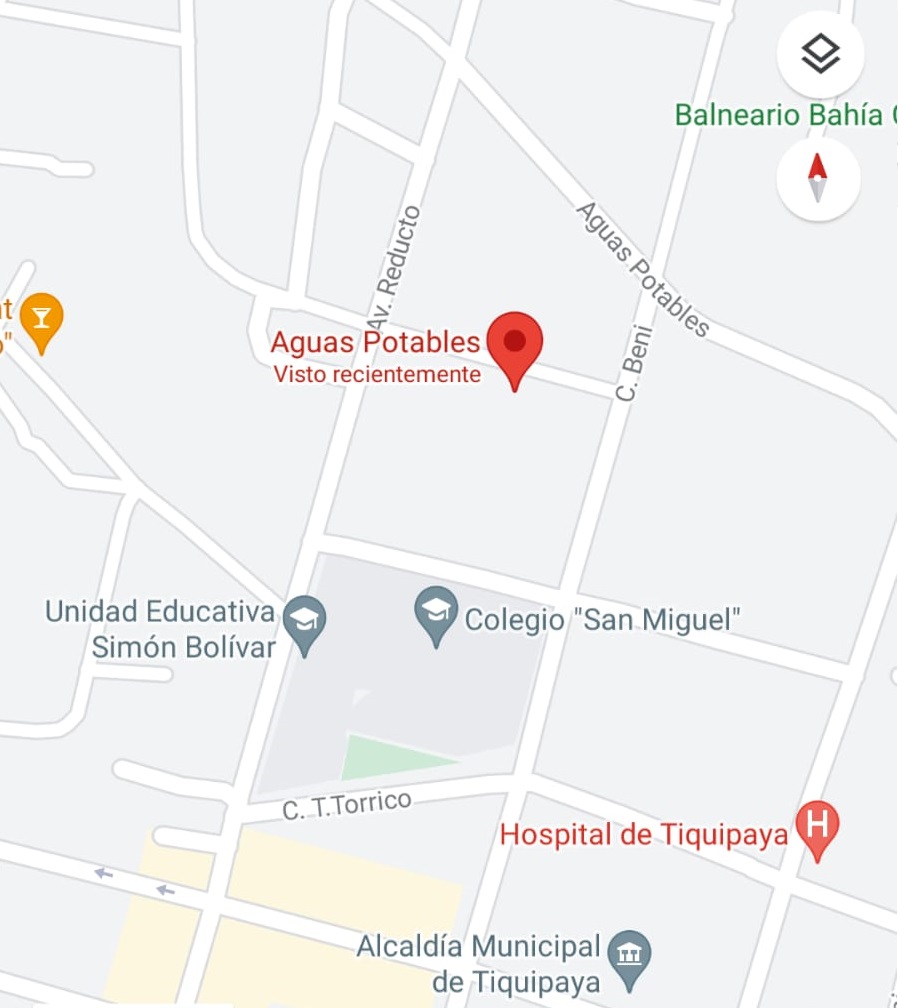 Balneario Bahía
Aguas Potables
Av. Reducto
Aguas Potables
Visto recientemente
C. Beni
Unidad Educativa
Simón Bolívar
Colegio "San Miguel"
C. T.Torrico
Hospital de Tiquipaya
H
Alcaldía Municipal
de Tiquipaya